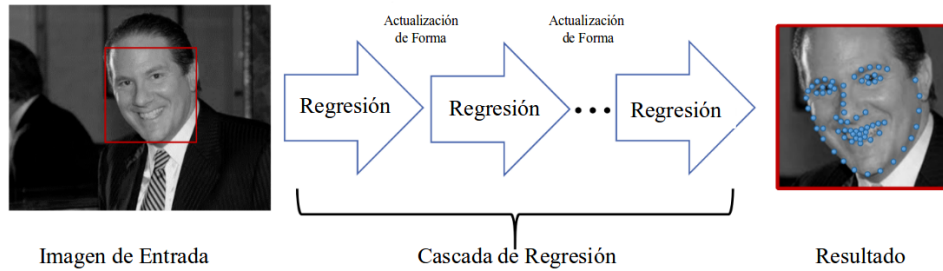 Actualización
de Forma
Actualización
de Forma
Regresión
Regresión
Regresión
Imagen de Entrada
Cascada de Regresión
Resultado